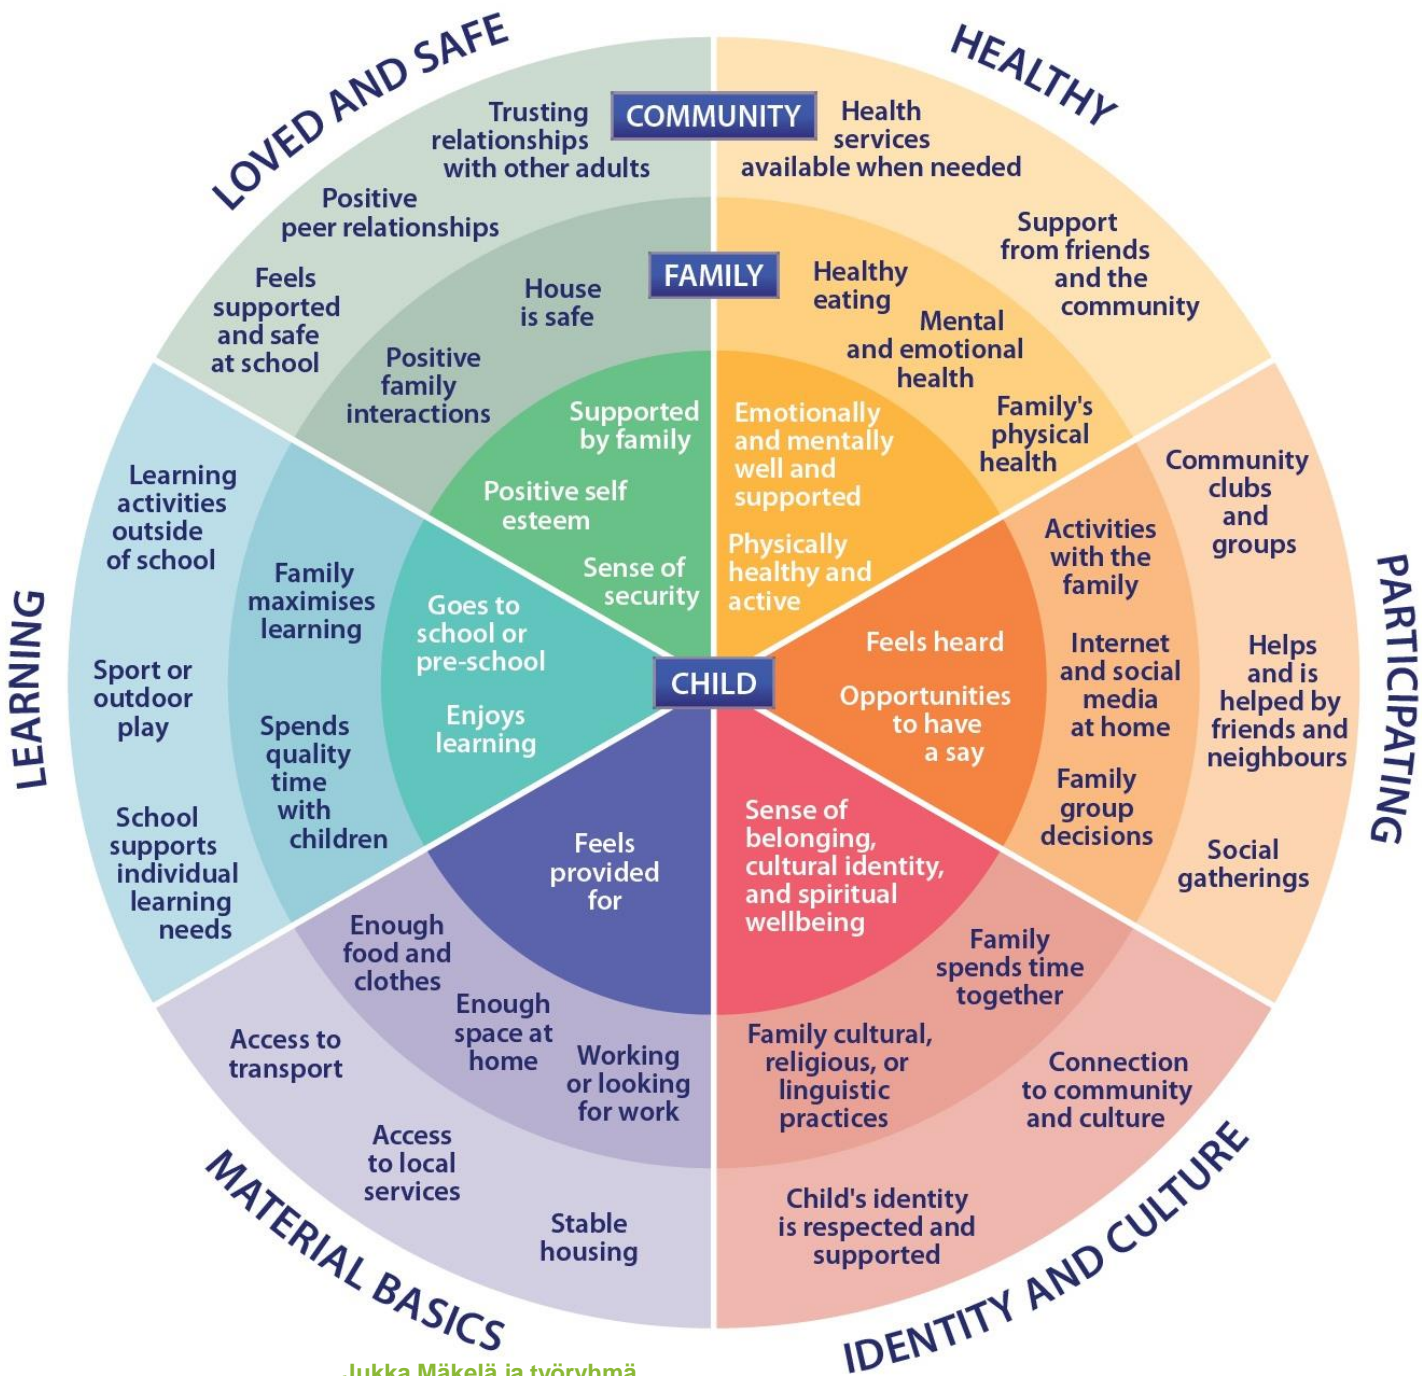 LOVED AND SAFE
HEALTHY
COMMUNITY
Trusting
relationships
with other adults
Positive
peer relationships
Feels
supported
and safe
at school
Health
services
available when needed
Support
from friends
and the
community
FAMILY
House
is safe
Positive
family
interactions
Healthy
eating
Mental
and emotional
health
Family's
physical
health
Supported
by family
Positive self
esteem
Sense of
security
Emotionally
and mentally
well and
supported
Physically
healthy and
active
LEARNING
Learning
activities
outside
of school
Sport or
outdoor
play
School
supports
individual
learning
needs
Family
maximises
learning
Spends
quality
time
with
children
Goes to
school or
pre-school
Enjoys
learning
CHILD
Feels heard
Opportunities
to have
a say
Activities
with the
family
Internet
and social
media
at home
Family
group
decisions
Community
clubs
and
groups
Helps
and is
helped by
friends and
neighbours
Social
gatherings
PARTICIPATING
Feels
provided
for
Enough
food and
clothes
Enough
space at
home
Working
or looking
for work
Access to
transport
Access
to local
services
Stable
housing
MATERIAL BASICS
Sense of
belonging,
cultural identity,
and spiritual
wellbeing
Family
spends time
together
Family cultural,
religious, or
linguistic
practices
Connection
to community
and culture
Child's identity
is respected and
supported
IDENTITY AND CULTURE
Jukka Mäkelä ja työryhmä